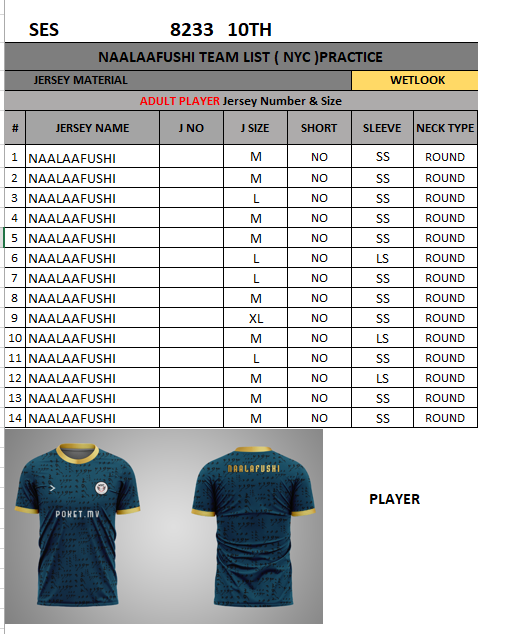 SES 8233 10TH
NAALAAFUSHI TEAM LIST ( NYC )PRACTICE
JERSEY MATERIAL WETLOOK
ADULT PLAYER Jersey Number & Size
# JERSEY NAME J NO J SIZE SHORT SLEEVE NECK TYPE
1 NAALAAFUSHI M NO SS ROUND
2 NAALAAFUSHI M NO SS ROUND
3 NAALAAFUSHI L NO SS ROUND
4 NAALAAFUSHI M NO SS ROUND
5 NAALAAFUSHI M NO SS ROUND
6 NAALAAFUSHI L NO LS ROUND
7 NAALAAFUSHI L NO SS ROUND
8 NAALAAFUSHI M NO SS ROUND
9 NAALAAFUSHI XL NO SS ROUND
10 NAALAAFUSHI M NO LS ROUND
11 NAALAAFUSHI L NO SS ROUND
12 NAALAAFUSHI M NO LS ROUND
13 NAALAAFUSHI M NO SS ROUND
14 NAALAAFUSHI M NO SS ROUND
NAALAFUSHI
POKET.MV
PLAYER